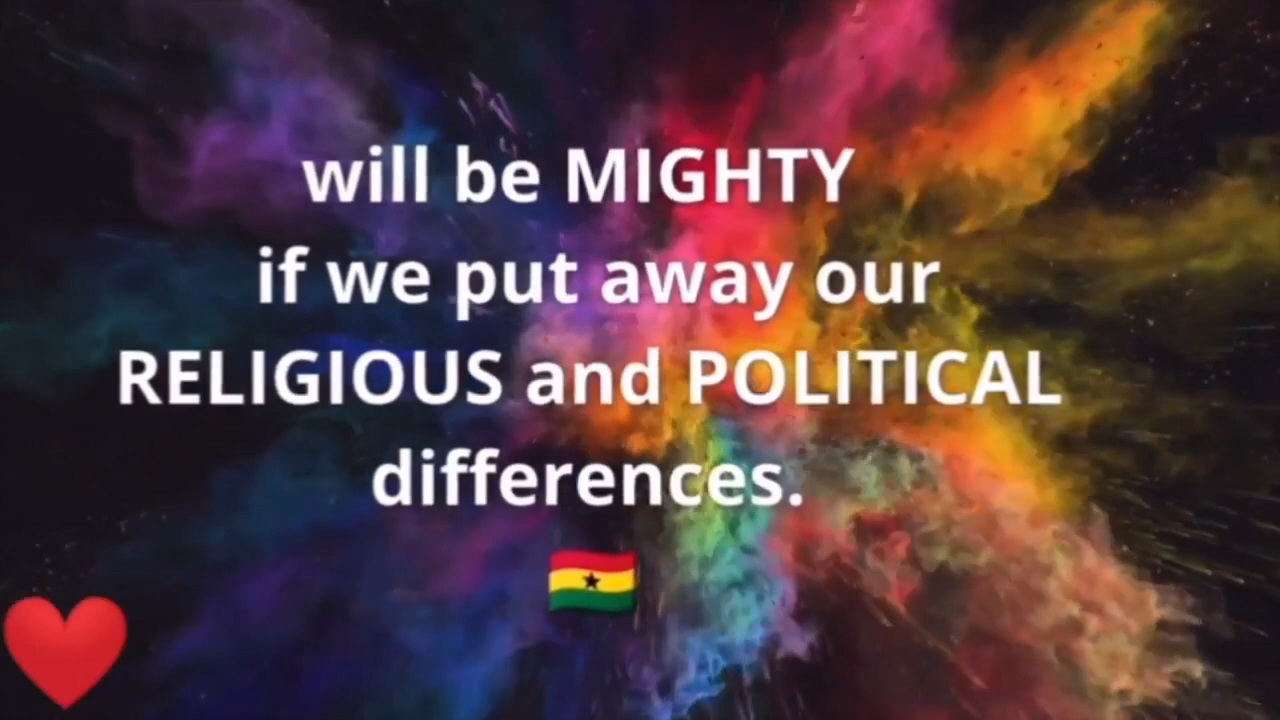 will be MIGHTY
if we put away our
RELIGIOUS and POLITICAL
differences.